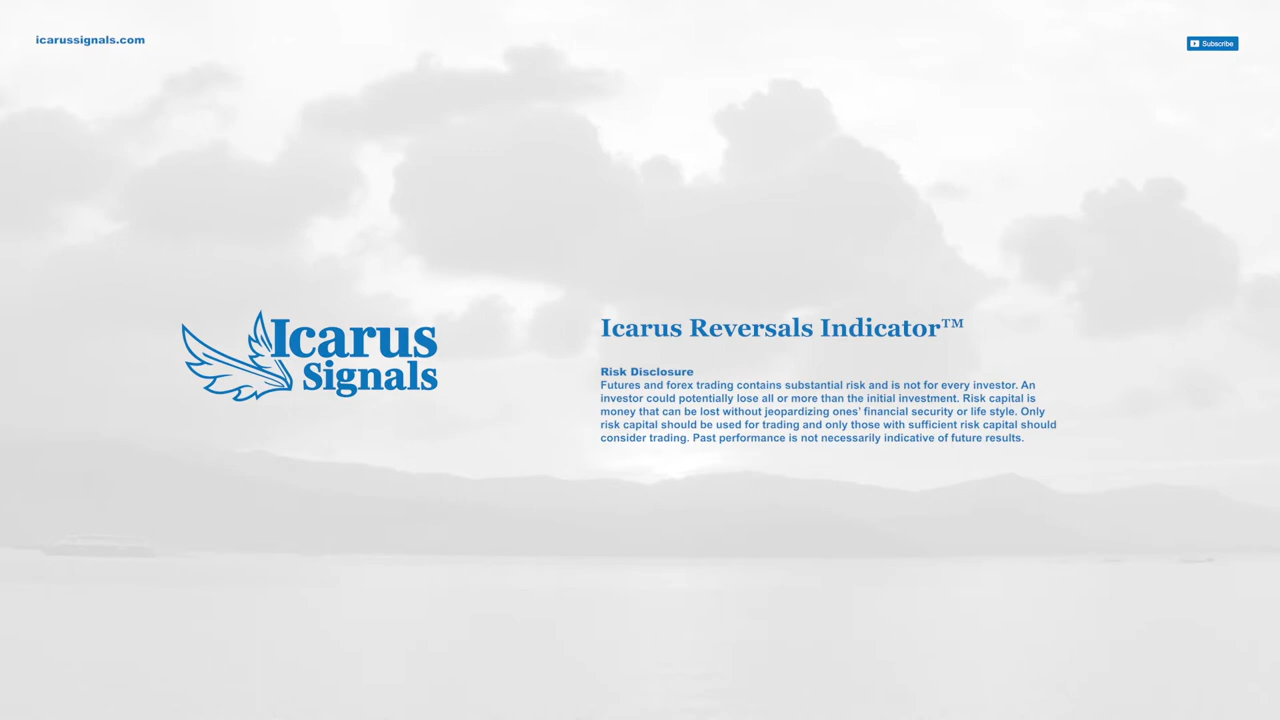 icarussignals.com
Subscribe
Icarus
Signals
Icarus Reversals Indicator™
Risk Disclosure
Futures and forex trading contains substantial risk and is not for every investor. An
investor could potentially lose all or more than the initial investment. Risk capital is
money that can be lost without jeopardizing ones’ financial security or life style. Only
risk capital should be used for trading and only those with sufficient risk capital should
consider trading. Past performance is not necessarily indicative of future results.